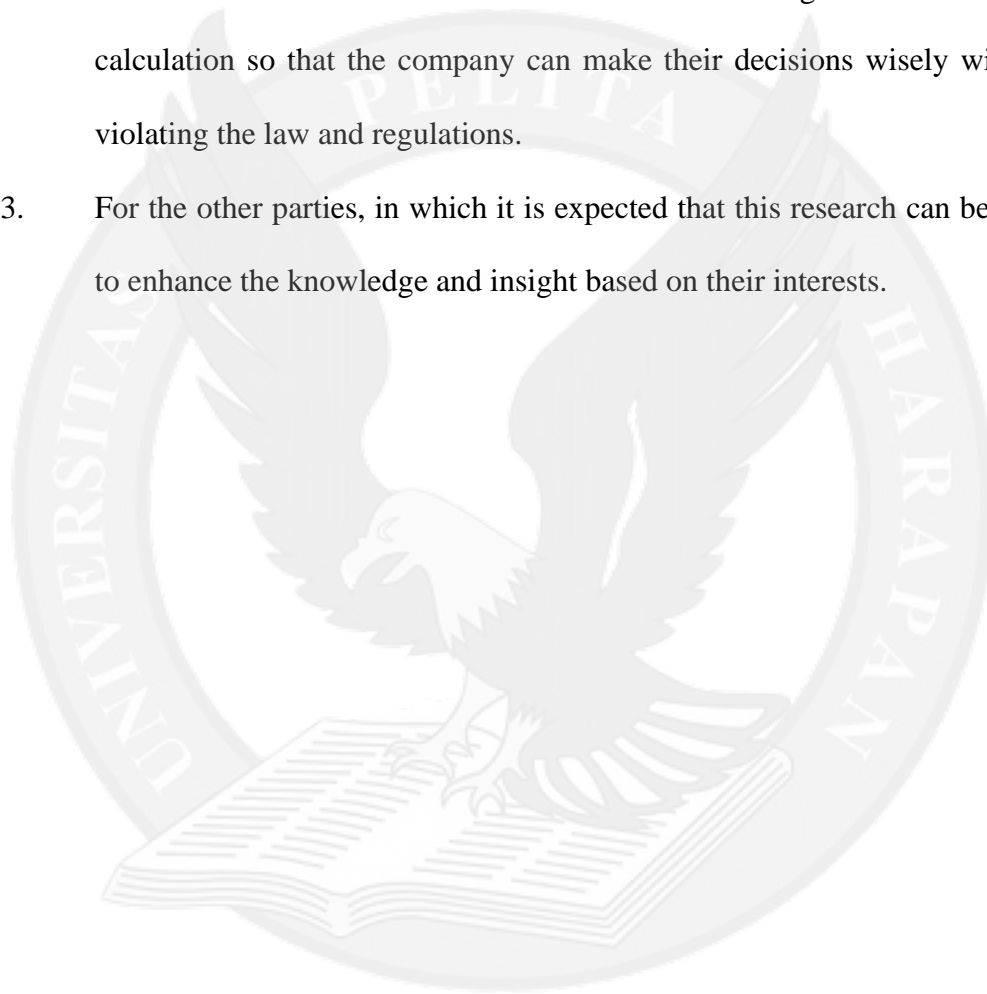 calculation so that the company can make their decisions wisely wi
violating the law and regulations.
3. For the other parties, in which it is expected that this research can be
to enhance the knowledge and insight based on their interests.
UNIVERSITAS PELITA HARAPAN